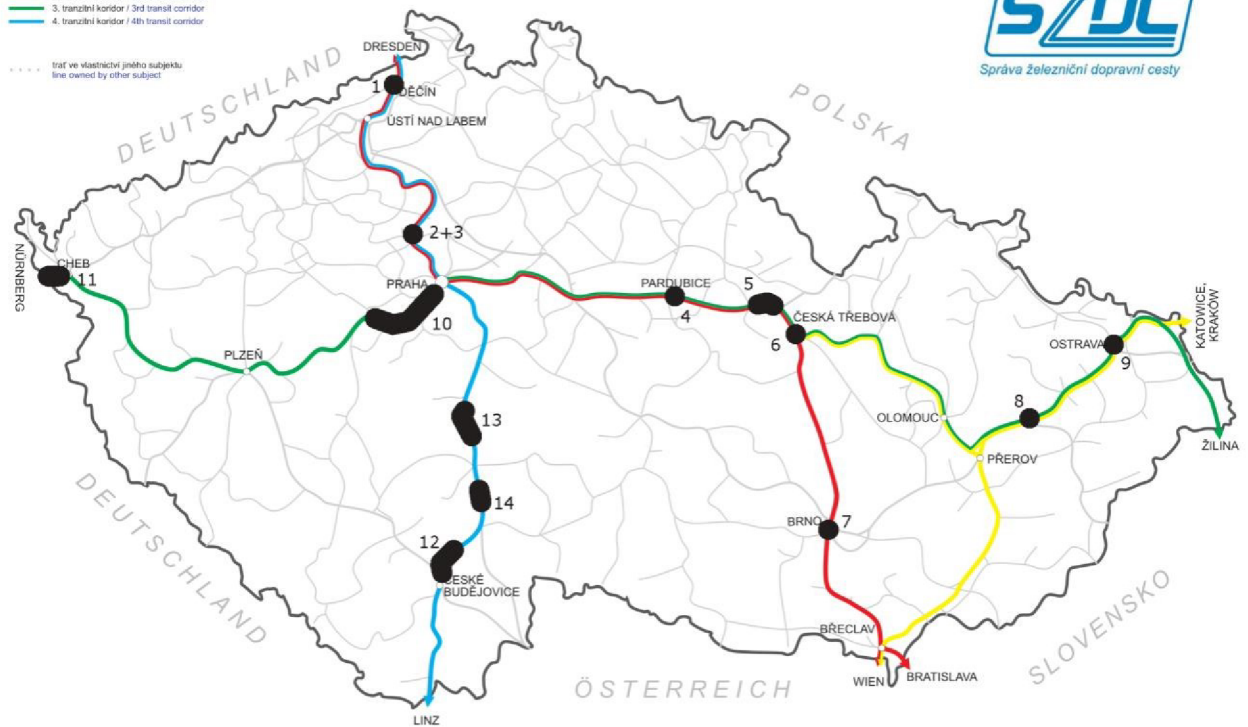 3. tranzitní koridor / 3rd transit corridor
4. tranzitní koridor / 4th transit corridor
trať ve vlastnictví jiného subjektu
line owned by other subject
SŽDC
Správa železniční dopravní cesty
DEUTSCHLAND
POLSKA
DRESDEN
1
DĚČÍN
ÚSTÍ NAD LABEM
2+3
NÜRNBERG
CHEB
11
PRAHA
10
PARDUBICE
4
5
ČESKÁ TŘEBOVÁ
6
KATOWICE,
KRAKÓW
OSTRAVA
9
PLZEŇ
8
OLOMOUC
13
ŽILINA
PŘEROV
DEUTSCHLAND
14
BRNO
7
12
ČESKÉ
BUDĚJOVICE
BŘECLAV
SLOVENSKO
WIEN
BRATISLAVA
ÖSTERREICH
LINZ